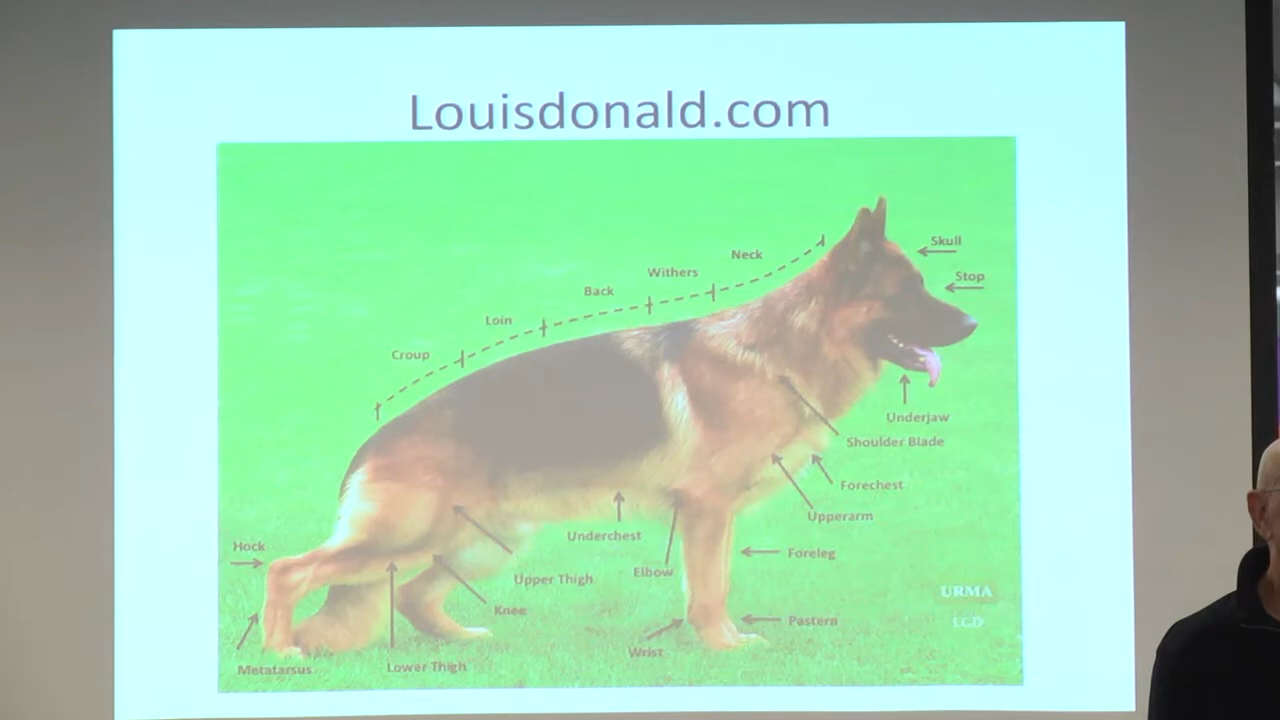 Louisdonald.com
Skull
Neck
Stop
Withers
Back
Loin
Croup
Underjaw
Shoulder Blade
Forechest
Upperarm
Underchest
Hock
Foreleg
Elbow
Upper Thigh
URMA
Knee
Pastern
LGD
Wrist
Lower Thigh
Metatarsus